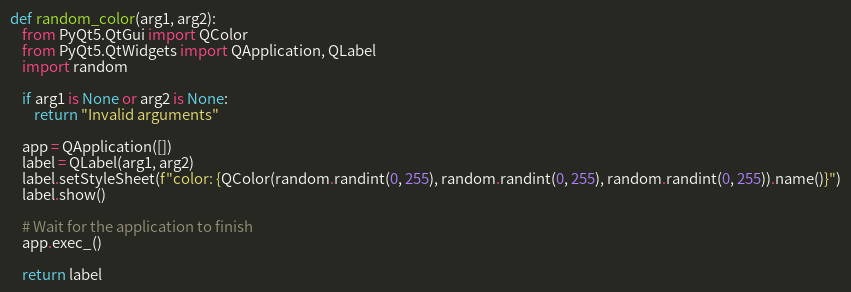 def random_color(arg1, arg2):
from PyQt5.QtGui import QColor
from PyQt5.QtWidgets import QApplication, QLabel
import random
if arg1 is None or arg2 is None:
return "Invalid arguments"
app = QApplication([])
label = QLabel(arg1, arg2)
label.setStyleSheet(f"color: {QColor(random.randint(0, 255), random.randint(0, 255), random.randint(0, 255)).name()}")
label.show()
# Wait for the application to finish
app.exec_()
return label